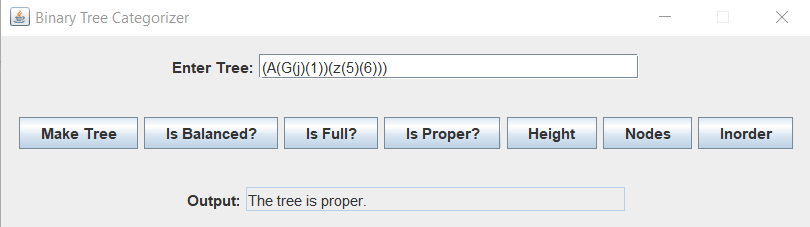 Binary Tree Categorizer
Enter Tree: (A(G(j)(1))(z(5)(6)))
Make Tree Is Balanced? Is Full? Is Proper? Height Nodes Inorder
Output: The tree is proper.